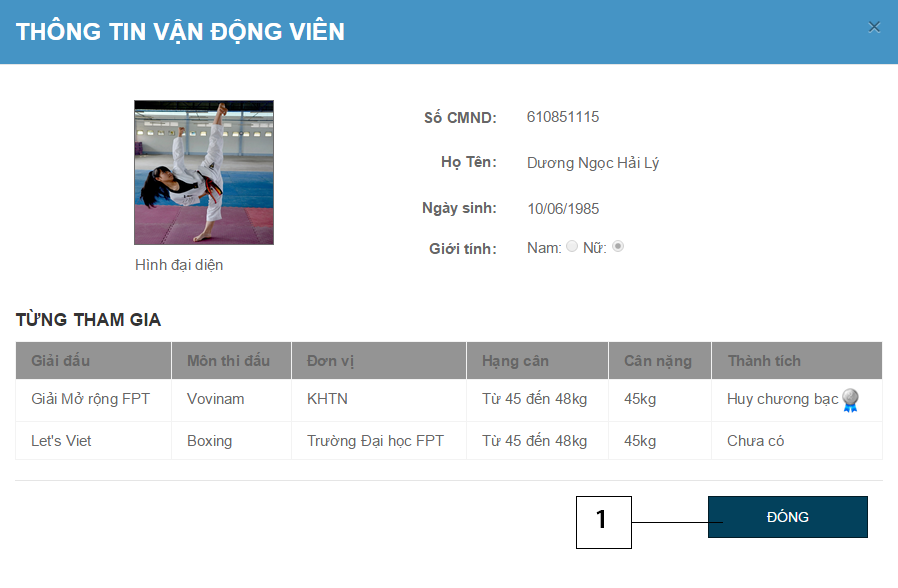 THÔNG TIN VẬN ĐỘNG VIÊN ×
Số CMND: 610851115
Họ Tên: Dương Ngọc Hải Lý
Ngày sinh: 10/06/1985
Giới tính: Nam: Nữ:
Hình đại diện
TỪNG THAM GIA
Giải đấu Môn thi đấu Đơn vị Hạng cân Cân nặng Thành tích
Giải Mở rộng FPT Vovinam KHTN Từ 45 đến 48kg 45kg Huy chương bạc
Let's Viet Boxing Trường Đại học FPT Từ 45 đến 48kg 45kg Chưa có
1 ĐÓNG